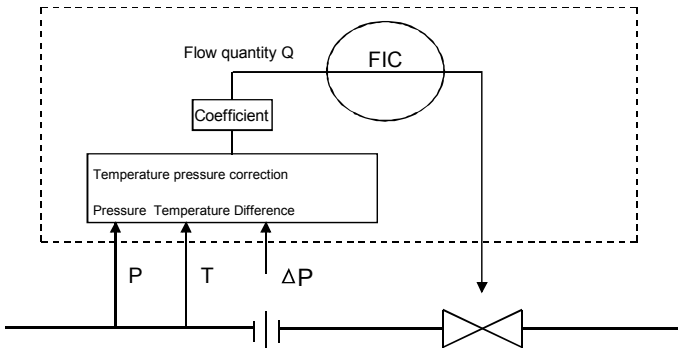 Flow quantity Q
FIC
Coefficient
Temperature pressure correction
Pressure Temperature Difference
P T ΔP